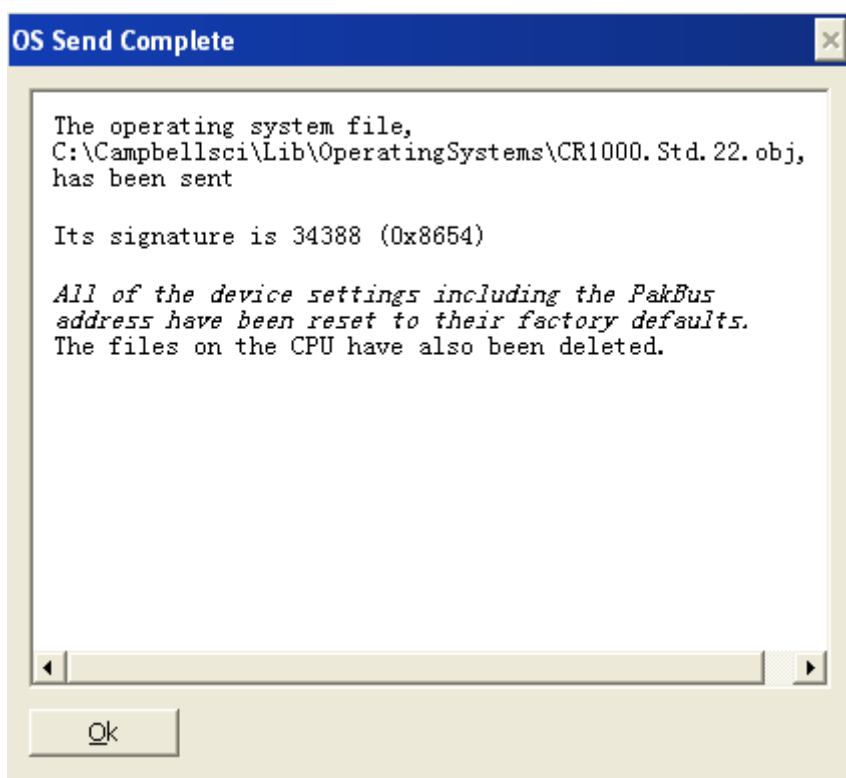 OS Send Complete
The operating system file,
C:\Campbellsci\Lib\OperatingSystems\CR1000.Std.22.obj,
has been sent
Its signature is 34388 (0x8654)
All of the device settings including the PakBus
address have been reset to their factory defaults.
The files on the CPU have also been deleted.
Ok